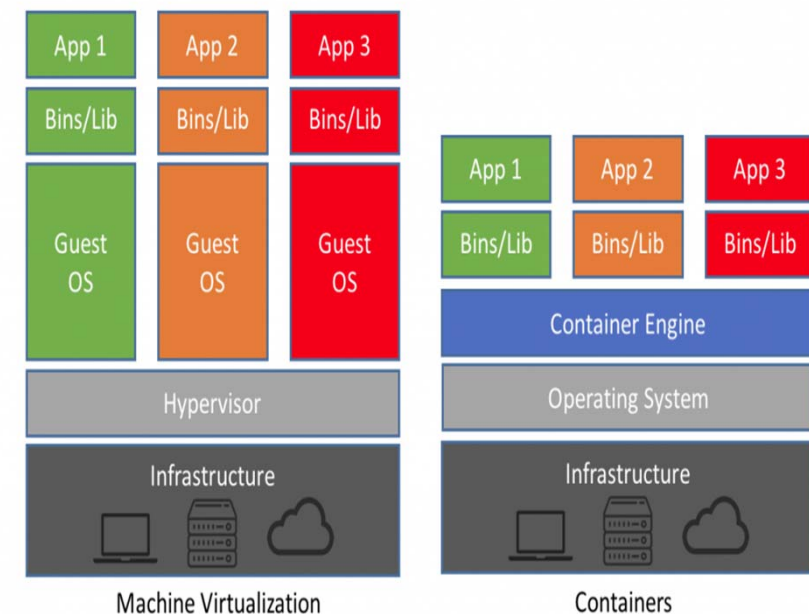 App 1
App 2
App 3
Bins/Lib
Bins/Lib
Bins/Lib
Guest
OS
Guest
OS
Guest
OS
Hypervisor
Infrastructure
Machine Virtualization
App 1
App 2
App 3
Bins/Lib
Bins/Lib
Bins/Lib
Container Engine
Operating System
Infrastructure
Containers